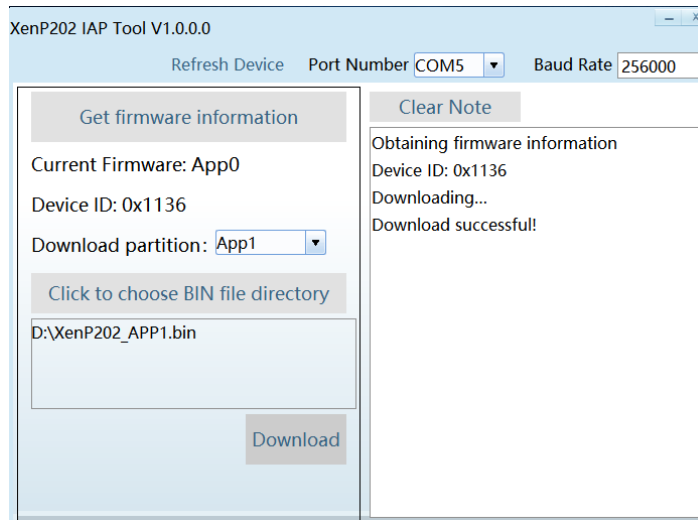 XenP202 IAP Tool V1.0.0.0
Refresh Device Port Number COM5 Baud Rate 256000
Get firmware information
Current Firmware: App0
Device ID: 0x1136
Download partition: App1
Click to choose BIN file directory
D:\XenP202_APP1.bin
Download
Clear Note
Obtaining firmware information
Device ID: 0x1136
Downloading...
Download successful!